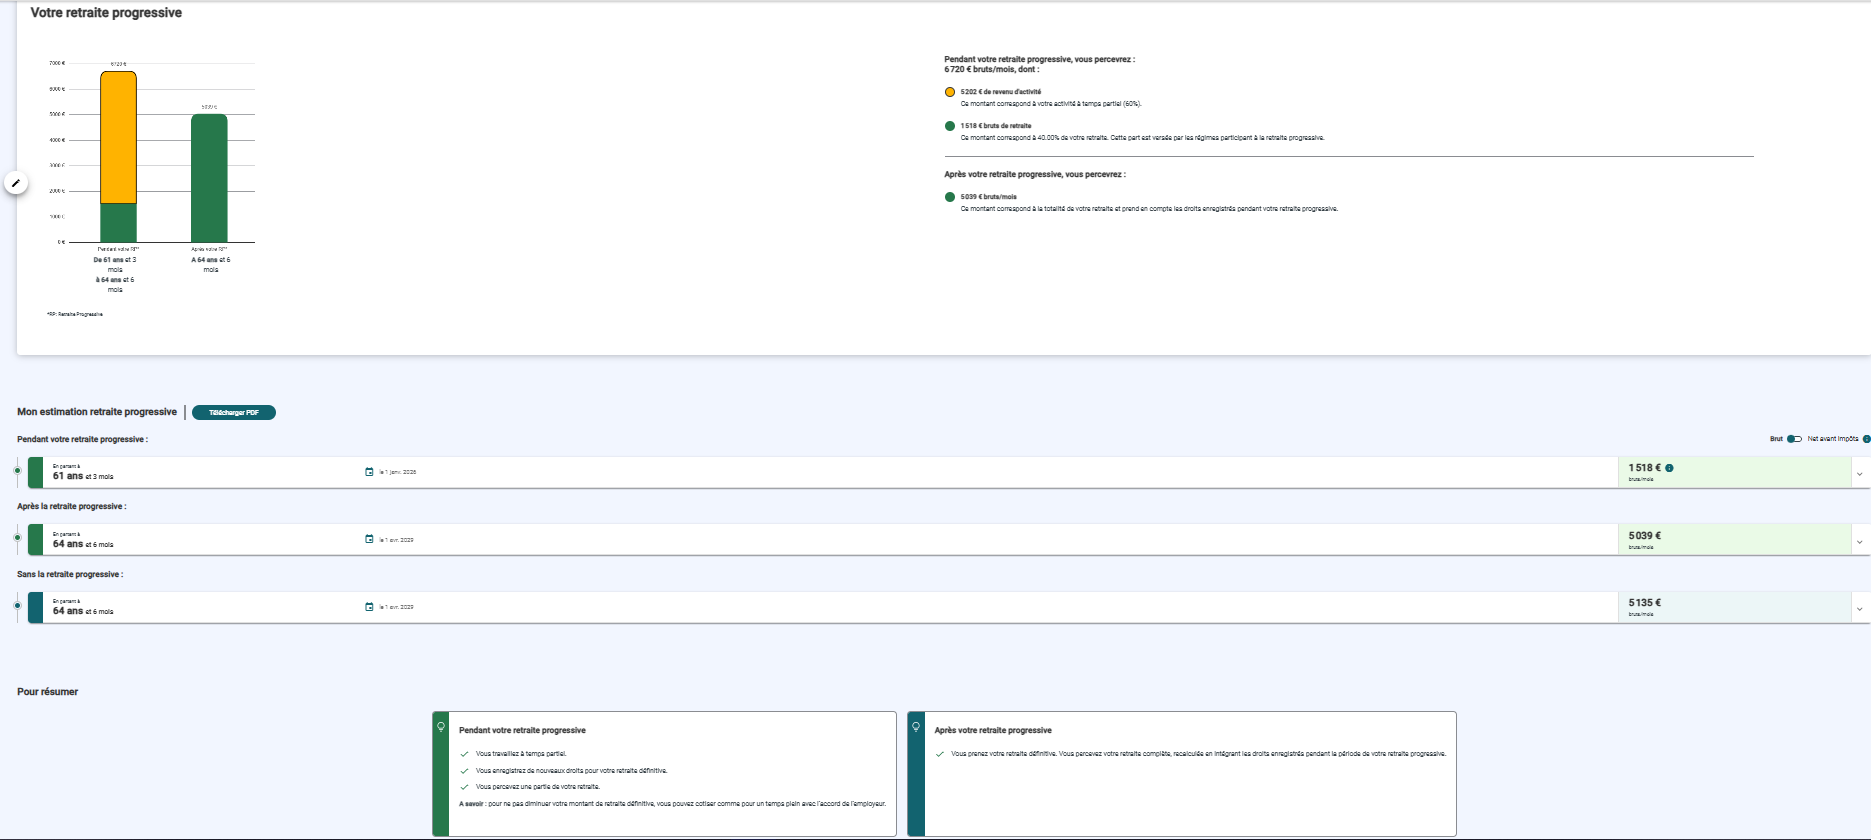 Votre retraite progressive
7000 €
6000 €
5000 €
4000 €
3000 €
2000 €
1000 €
0 €
6720 €
5039 €
Pendant votre RP*
De 61 ans et 3
mois
à 64 ans et 6
mois
Après votre RP*
A 64 ans et 6
mois
*RP: Retraite Progressive
Pendant votre retraite progressive, vous percevrez :
6 720 € bruts/mois, dont :
5 202 € de revenu d'activité
Ce montant correspond à votre activité à temps partiel (60%).
1 518 € bruts de retraite
Ce montant correspond à 40.00% de votre retraite. Cette part est versée par les régimes participant à la retraite progressive.
Après votre retraite progressive, vous percevrez :
5 039 € bruts/mois
Ce montant correspond à la totalité de votre retraite et prend en compte les droits enregistrés pendant votre retraite progressive.
Mon estimation retraite progressive
Télécharger PDF
Pendant votre retraite progressive :
Brut Net avant impôts
En partant à
61 ans et 3 mois
le 1 janv. 2026
1 518 €
bruts/mois
Après la retraite progressive :
En partant à
64 ans et 6 mois
le 1 avr. 2029
5 039 €
bruts/mois
Sans la retraite progressive :
En partant à
64 ans et 6 mois
le 1 avr. 2029
5 135 €
bruts/mois
Pour résumer
Pendant votre retraite progressive
Vous travaillez à temps partiel.
Vous enregistrez de nouveaux droits pour votre retraite définitive.
Vous percevez une partie de votre retraite.
A savoir : pour ne pas diminuer votre montant de retraite définitive, vous pouvez cotiser comme pour un temps plein avec l'accord de l'employeur.
Après votre retraite progressive
Vous prenez votre retraite définitive. Vous percevez votre retraite complète, recalculée en intégrant les droits enregistrés pendant la période de votre retraite progressive.